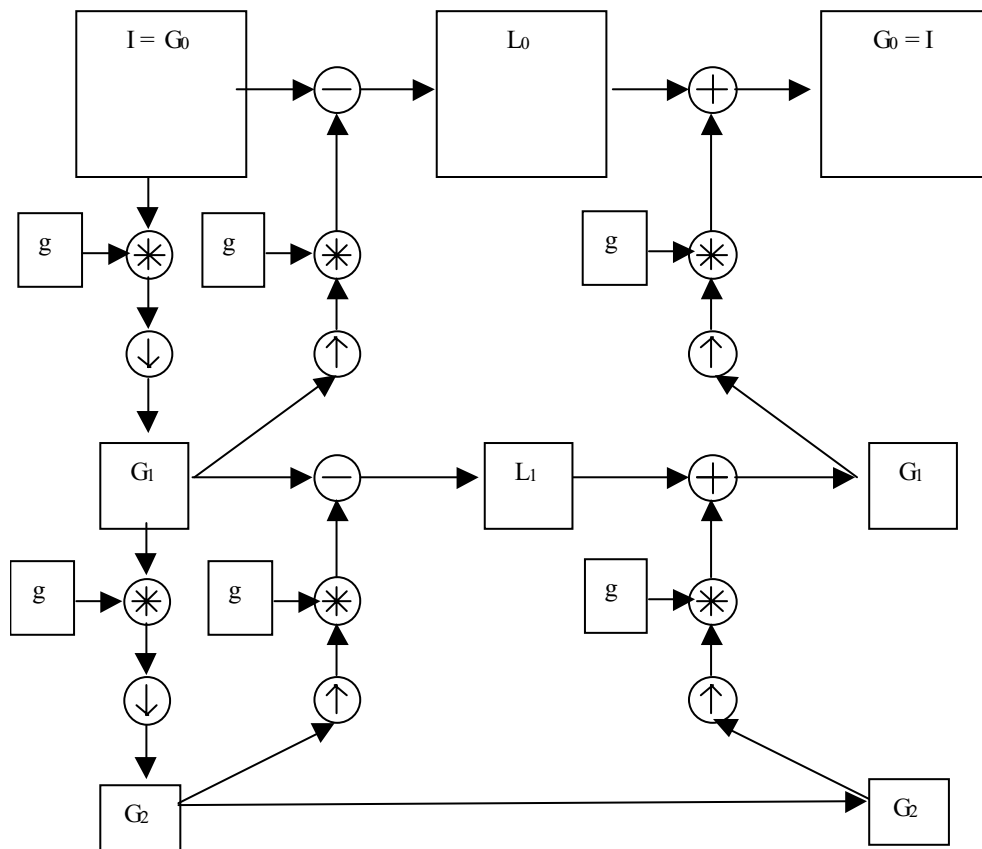 I = G₀ L₀ G₀ = I
g g g
G₁ L₁ G₁
g g g
G₂ G₂